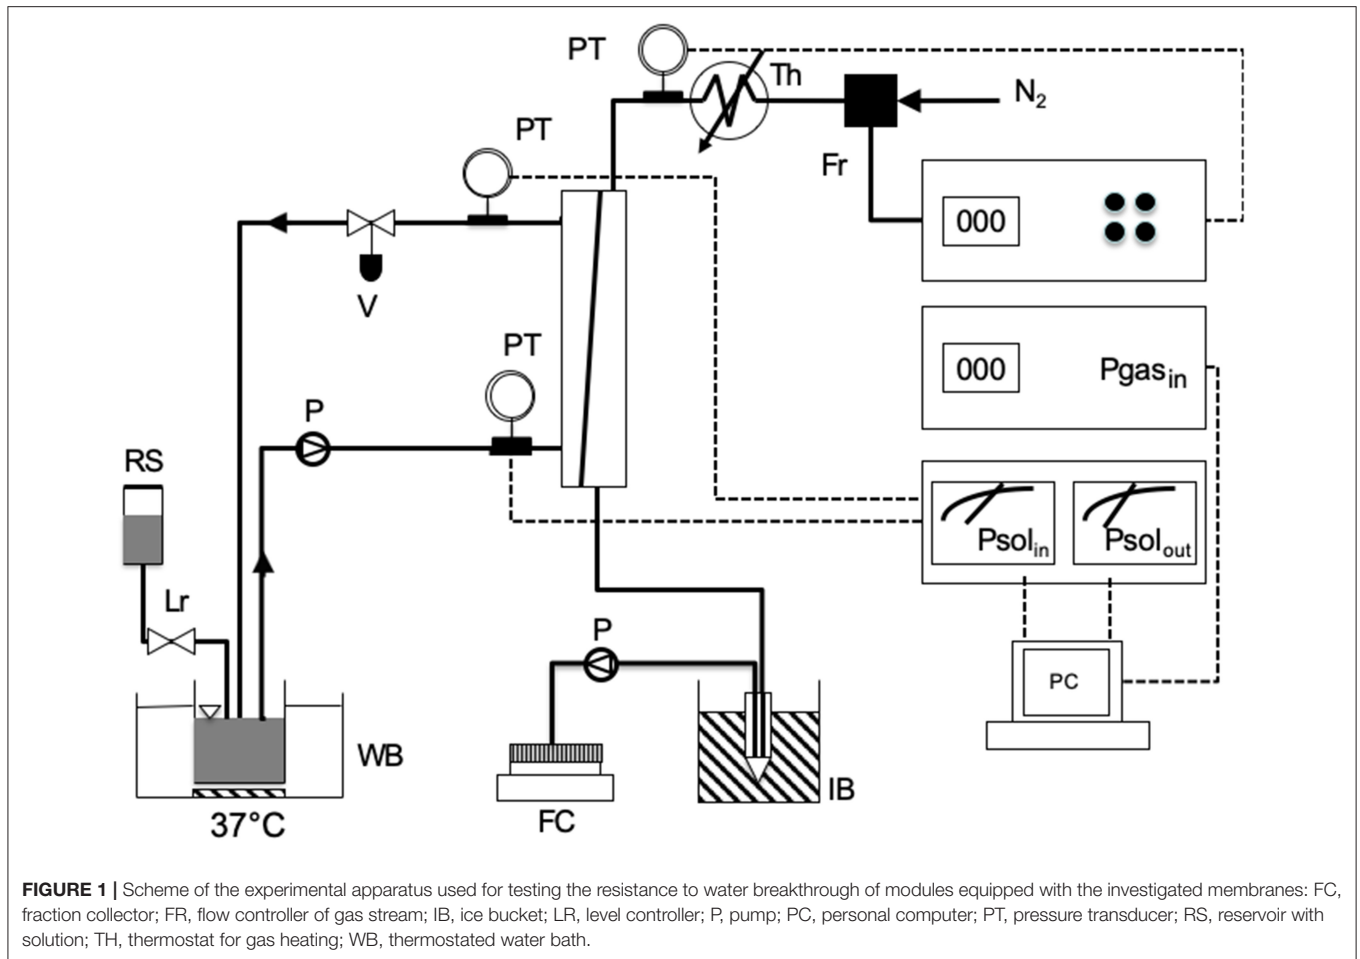 PT
Th
N2
PT
Fr
000
V
PT
000
Pgasin
P
RS
Psolin
Psolout
Lr
P
PC
WB
IB
37°C
FC
FIGURE 1 | Scheme of the experimental apparatus used for testing the resistance to water breakthrough of modules equipped with the investigated membranes: FC,
fraction collector; FR, flow controller of gas stream; IB, ice bucket; LR, level controller; P, pump; PC, personal computer; PT, pressure transducer; RS, reservoir with
solution; TH, thermostat for gas heating; WB, thermostated water bath.